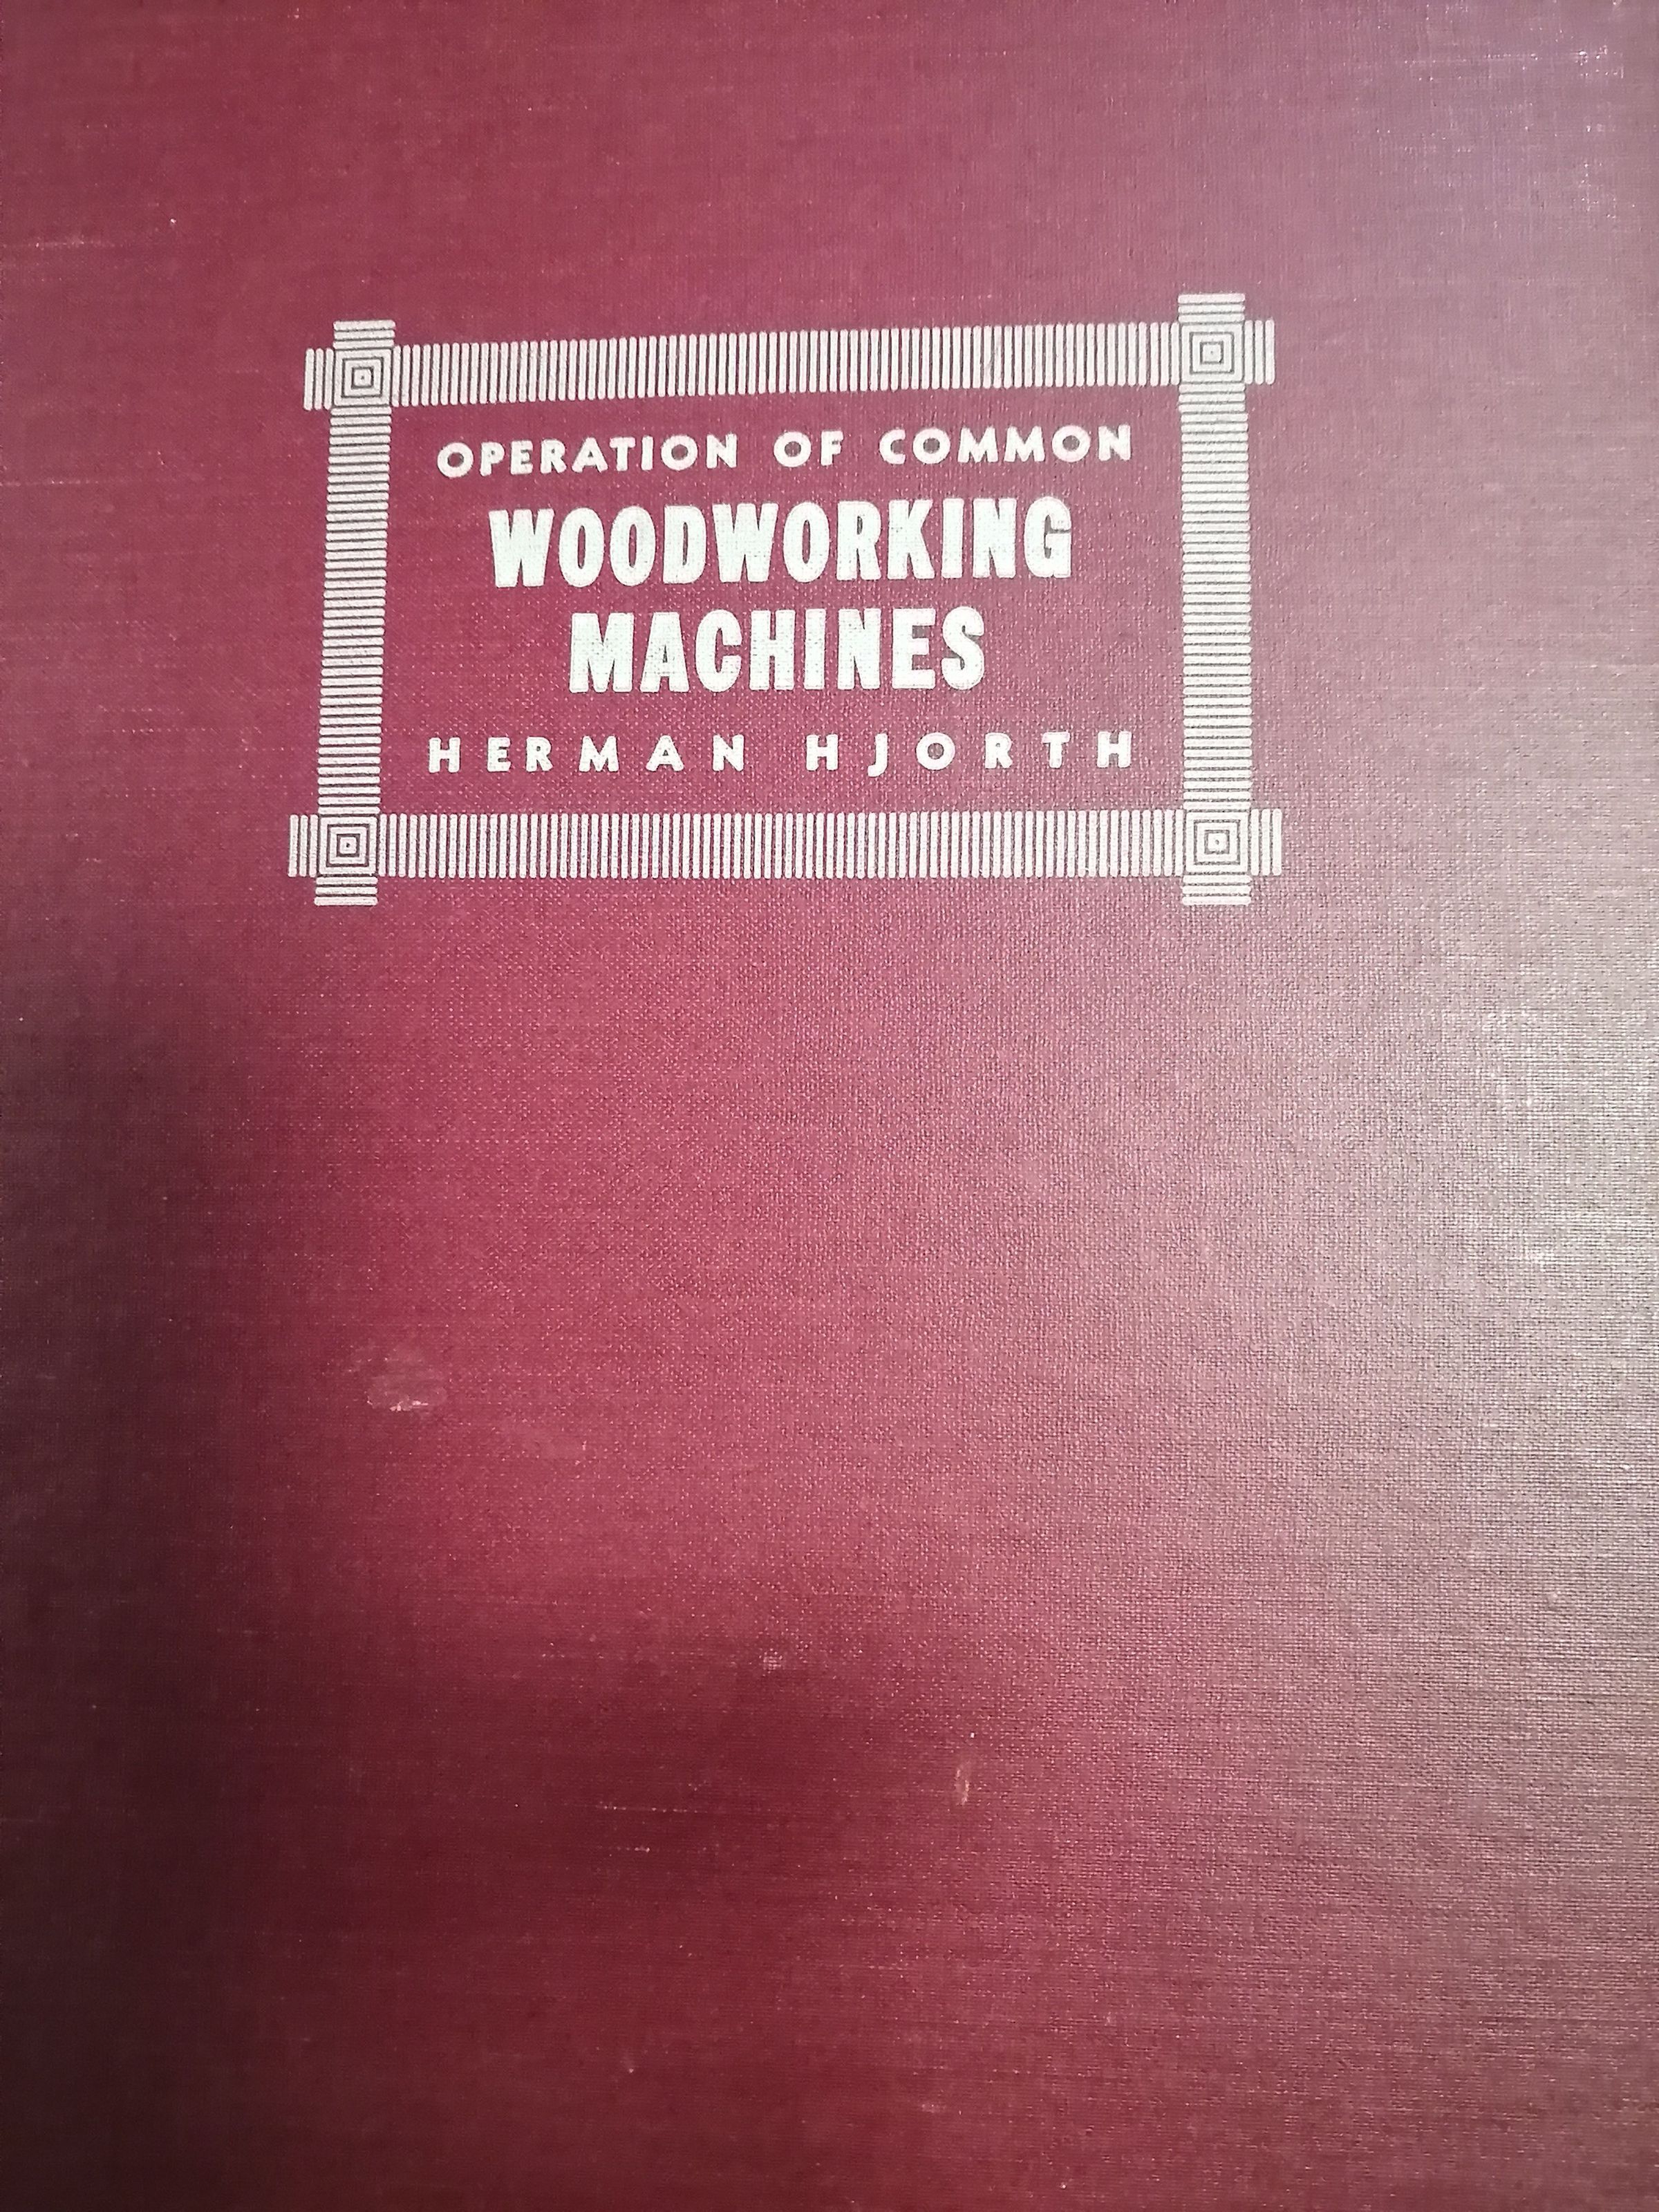 OPERATION OF COMMON
WOODWORKING
MACHINES
HERMAN HJORTH